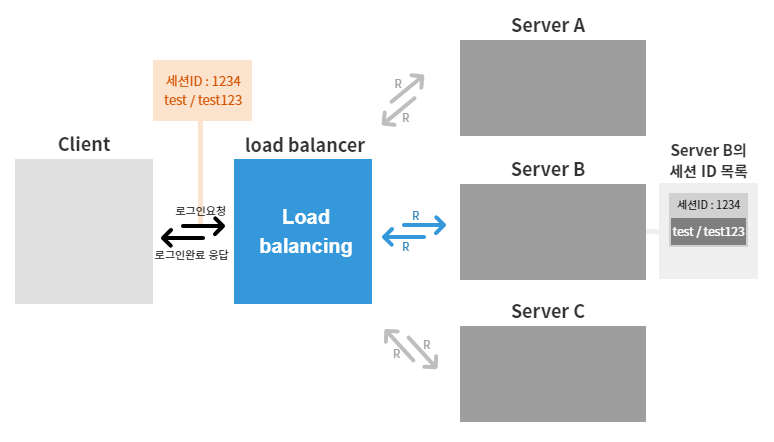 Server A
세션ID : 1234
test / test123
R
R
Client
load balancer
Server B
Server B의
세션 ID 목록
로그인요청
로그인완료 응답
Load
balancing
R
R
세션ID : 1234
test / test123
Server C
R
R